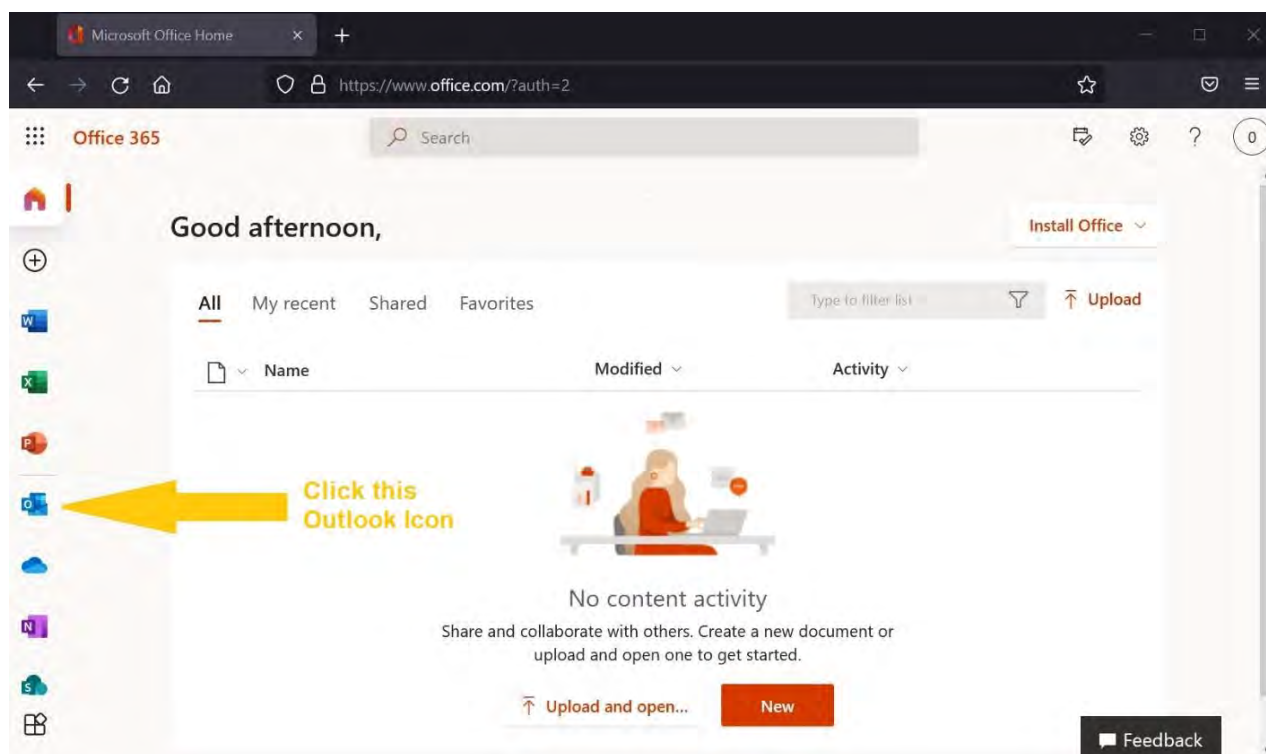 Microsoft Office Home
https://www.office.com/?auth=2
Office 365
Search
?
0
Good afternoon,
Install Office
All My recent Shared Favorites
Type to filter list
Upload
Name Modified Activity
W
X
P
O
Click this
Outlook Icon
No content activity
Share and collaborate with others. Create a new document or
upload and open one to get started.
N
S
Upload and open... New
Feedback